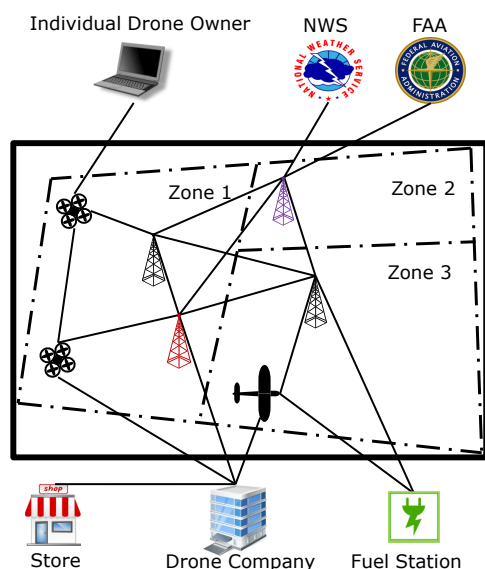 Individual Drone Owner
NWS
FAA
NATIONAL WEATHER SERVICE
FEDERAL AVIATION
ADMINISTRATION
Zone 1
Zone 2
Zone 3
shop
Store
Drone Company
Fuel Station